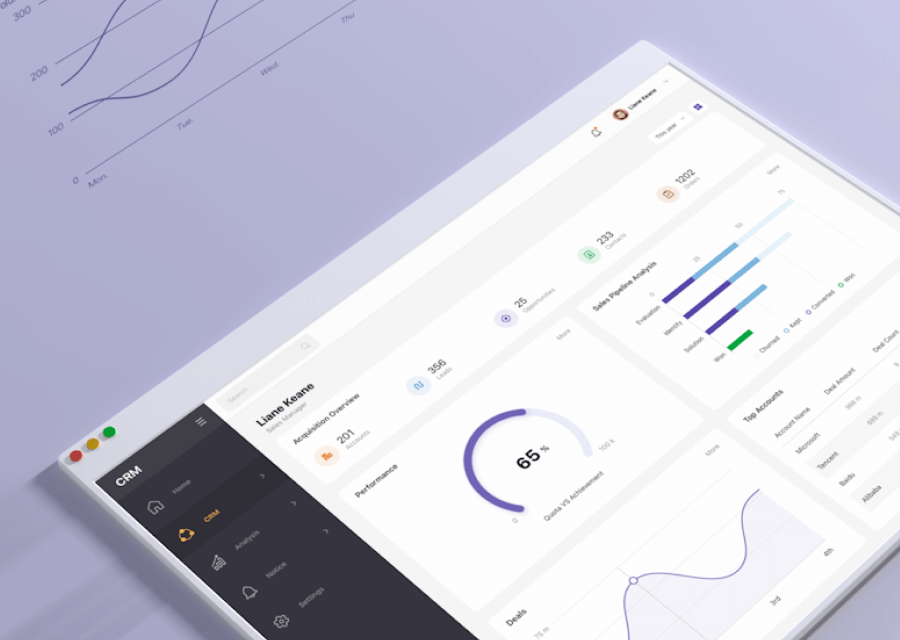 300
200
100
0
Mon.
Tue.
Wed.
Thu
Liane Keane
This year
Search
Liane Keane
Sales Manager
Acquisition Overview
201
Accounts
356
Leads
25
Opportunities
233
Contacts
1202
Orders
CRM
Home
CRM
Analysis
Notice
Settings
Performance
More
65 %
0
100 k
Quota VS Achievement
Sales Pipeline Analysis
More
0
25
50
75
Evaluation
Identify
Solution
Won
Churned
Kept
Converted
Won
Deals
More
75 m
3rd
4th
Top Accounts
Account Name
Deal Amount
Deal Count
Microsoft
998 m
Tencent
699 m
Baidu
Alibaba